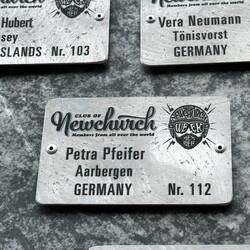 Hubert
sey
ISLANDS Nr. 103
Vera Neumann
Tönisvorst
GERMANY
CLUB OF
Newchurch
Members from all over the world
Petra Pfeifer
Aarbergen
GERMANY Nr. 112